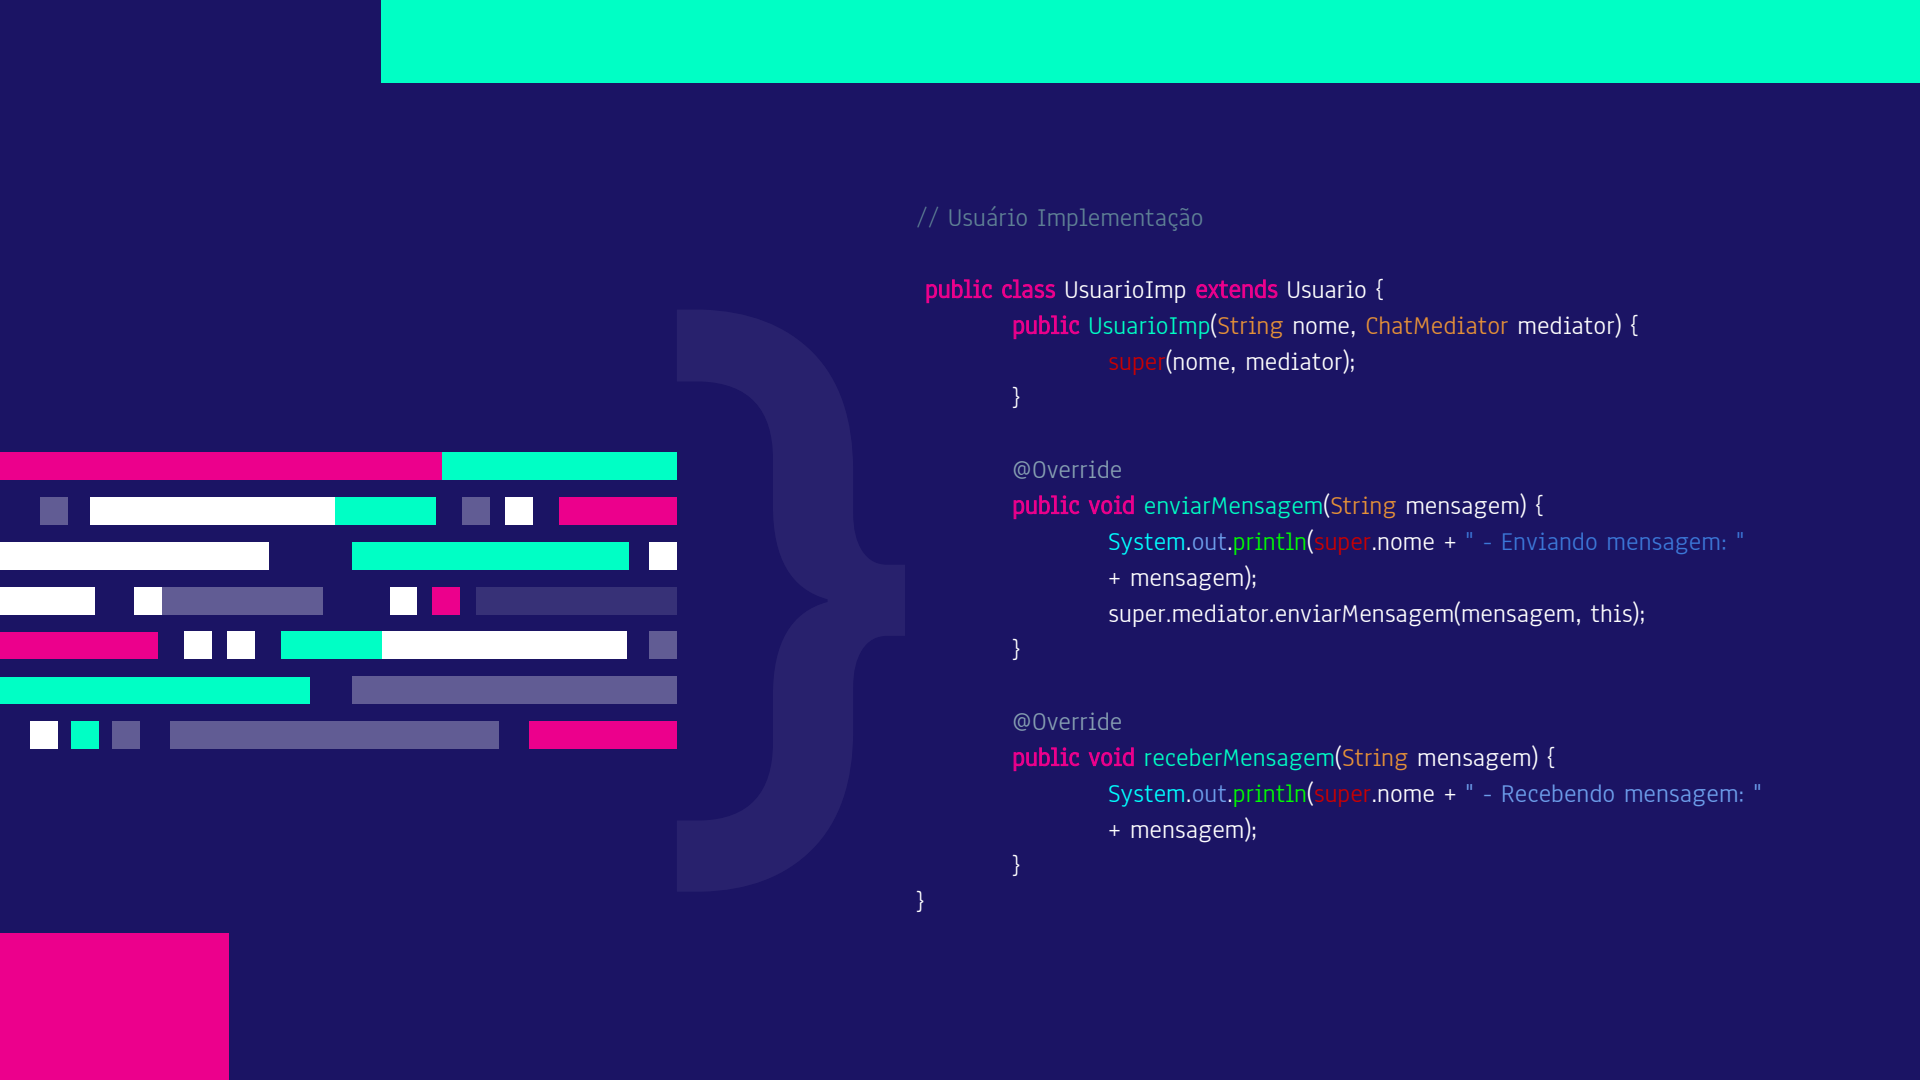 // Usuário Implementação
public class UsuarioImp extends Usuario {
public UsuarioImp(String nome, ChatMediator mediator) {
super(nome, mediator);
}
@Override
public void enviarMensagem(String mensagem) {
System.out.println(super.nome + " - Enviando mensagem: "
+ mensagem);
super.mediator.enviarMensagem(mensagem, this);
}
@Override
public void receberMensagem(String mensagem) {
System.out.println(super.nome + " - Recebendo mensagem: "
+ mensagem);
}
}